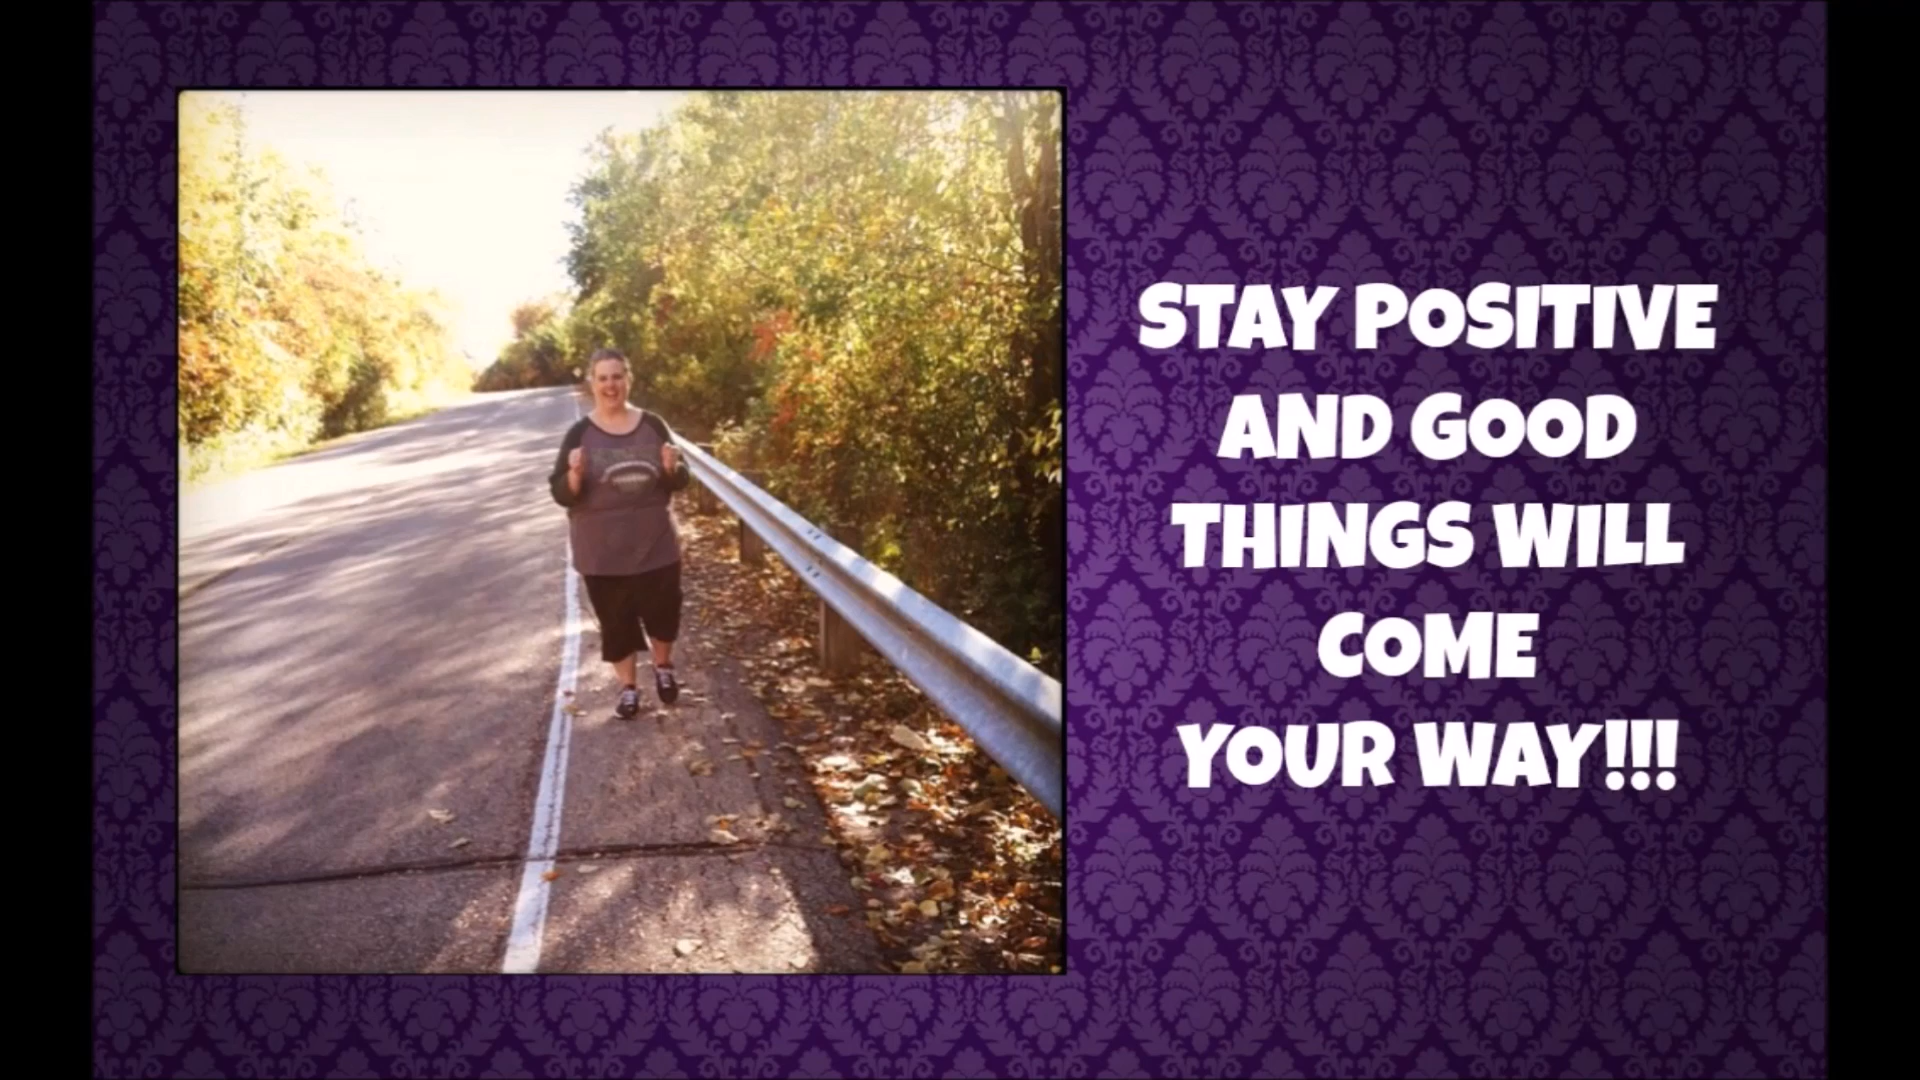 STAY POSITIVE
AND GOOD
THINGS WILL
COME
YOUR WAY!!!